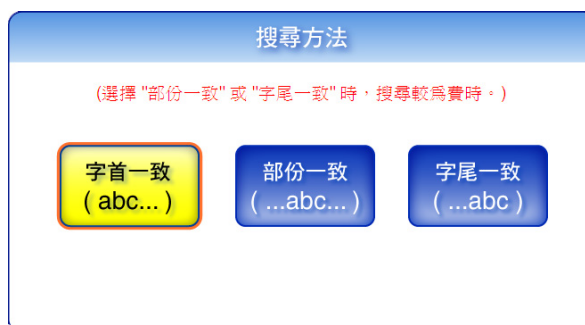 搜尋方法
(選擇 "部份一致" 或 "字尾一致" 時，搜尋較爲費時。)
字首一致
( abc... )
部份一致
( ...abc... )
字尾一致
( ...abc )